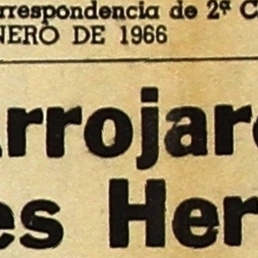 rrespondencia de 2ª C
NERO DE 1966
rrojar
es Her